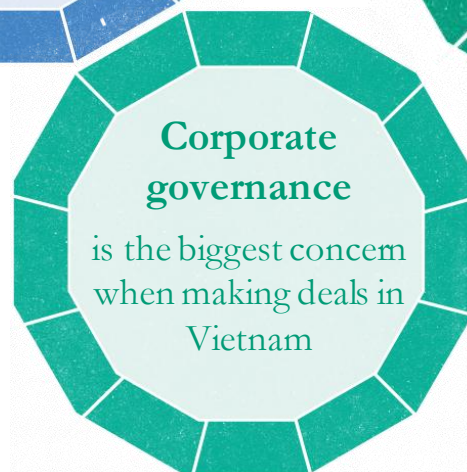 Corporate
governance
is the biggest concern
when making deals in
Vietnam